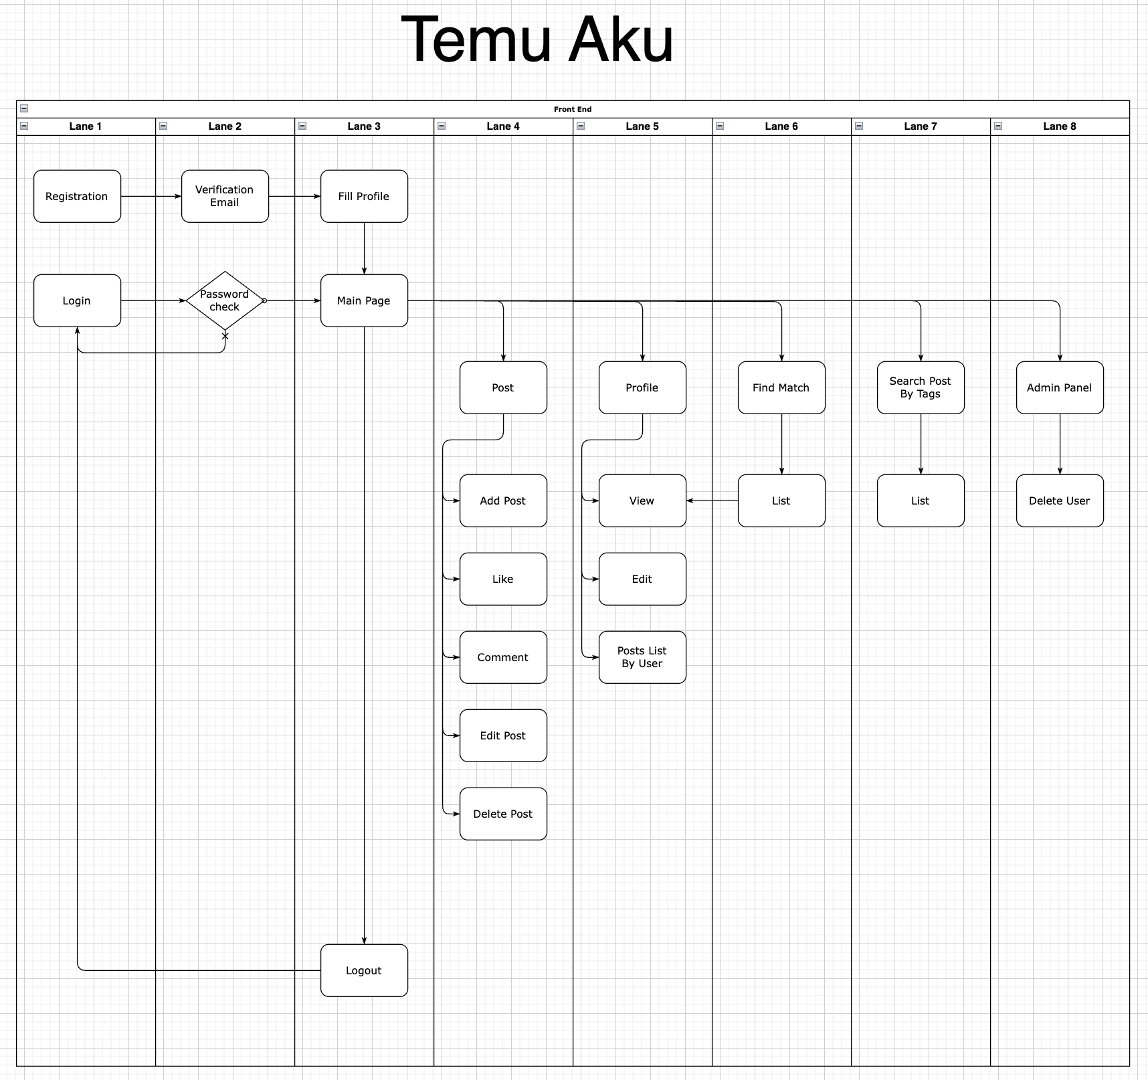 Temu Aku
Front End
Lane 1
Lane 2
Lane 3
Lane 4
Lane 5
Lane 6
Lane 7
Lane 8
Registration
Verification
Email
Fill Profile
Login
Password
check
Main Page
Post
Profile
Find Match
Search Post
By Tags
Admin Panel
Add Post
View
List
List
Delete User
Like
Edit
Comment
Posts List
By User
Edit Post
Delete Post
Logout